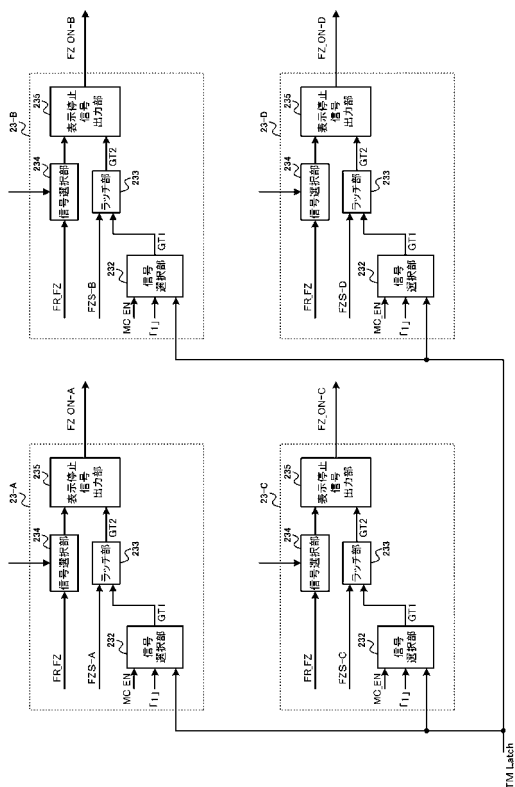 FZ_ON-A
23-A
235
表示停止
信号
出力部
234
信号選択部
GT2
233
ラッチ部
FR_FZ
FZS-A
GT1
232
信号
選択部
MC_EN
「1」
FZ_ON-B
23-B
235
表示停止
信号
出力部
234
信号選択部
GT2
233
ラッチ部
FR_FZ
FZS-B
GT1
232
信号
選択部
MC_EN
「1」
FZ_ON-C
23-C
235
表示停止
信号
出力部
234
信号選択部
GT2
233
ラッチ部
FR_FZ
FZS-C
GT1
232
信号
選択部
MC_EN
「1」
FZ_ON-D
23-D
235
表示停止
信号
出力部
234
信号選択部
GT2
233
ラッチ部
FR_FZ
FZS-D
GT1
232
信号
選択部
MC_EN
「1」
TM Latch